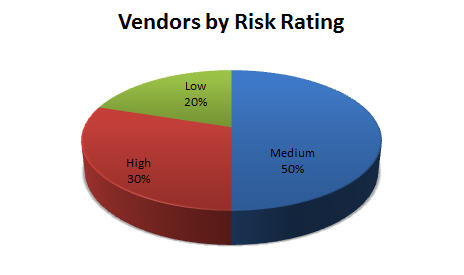 Vendors by Risk Rating
Low
20%
Medium
50%
High
30%